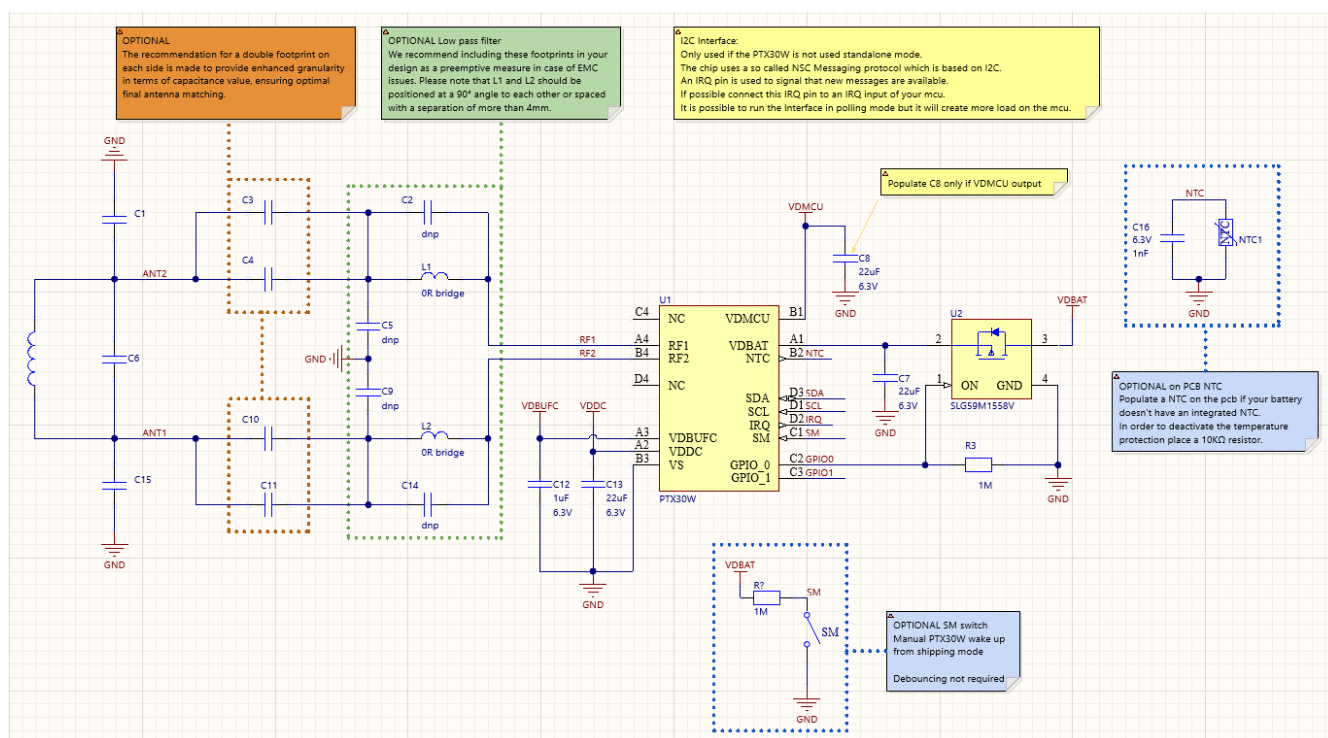 OPTIONAL
The recommendation for a double footprint on
each side is made to provide enhanced granularity
in terms of capacitance value, ensuring optimal
final antenna matching.
OPTIONAL Low pass filter
We recommend including these footprints in your
design as a preemptive measure in case of EMC
issues. Please note that L1 and L2 should be
positioned at a 90° angle to each other or spaced
with a separation of more than 4mm.
I2C Interface:
Only used if the PTX30W is not used standalone mode.
The chip uses a so called NSC Messaging protocol which is based on I2C.
An IRQ pin is used to signal that new messages are available.
If possible connect this IRQ pin to an IRQ input of your mcu.
It is possible to run the Interface in polling mode but it will create more load on the mcu.
GND
C1
C3
C4
ANT2
C6
C10
ANT1
C11
C15
GND
C2
dnp
L1
0R bridge
C5
dnp
GND
C9
dnp
L2
0R bridge
C14
dnp
RF1
RF2
VDBUFC
VDDC
C12
1uF
6.3V
C13
22uF
6.3V
GND
U1
C4 NC
A4 RF1
B4 RF2
D4 NC
A3 VDBUFC
A2 VDDC
B3 VS
VDMCU B1
VDBAT A1
NTC B2 NTC
SDA D3 SDA
SCL D1 SCL
IRQ D2 IRQ
SM C1 SM
GPIO_0 C2 GPIO0
GPIO_1 C3 GPIO1
PTX30W
Populate C8 only if VDMCU output
VDMCU
C8
22uF
6.3V
GND
C7
22uF
6.3V
GND
U2
VDBAT
2
3
1
ON GND
4
SLG59M1558V
R3
1M
GND
NTC
C16
6.3V
1nF
NTC
NTC1
GND
OPTIONAL on PCB NTC
Populate a NTC on the pcb if your battery
doesn't have an integrated NTC.
In order to deactivate the temperature
protection place a 10KΩ resistor.
VDBAT
R?
1M
SM
SM
GND
OPTIONAL SM switch
Manual PTX30W wake up
from shipping mode
Debouncing not required